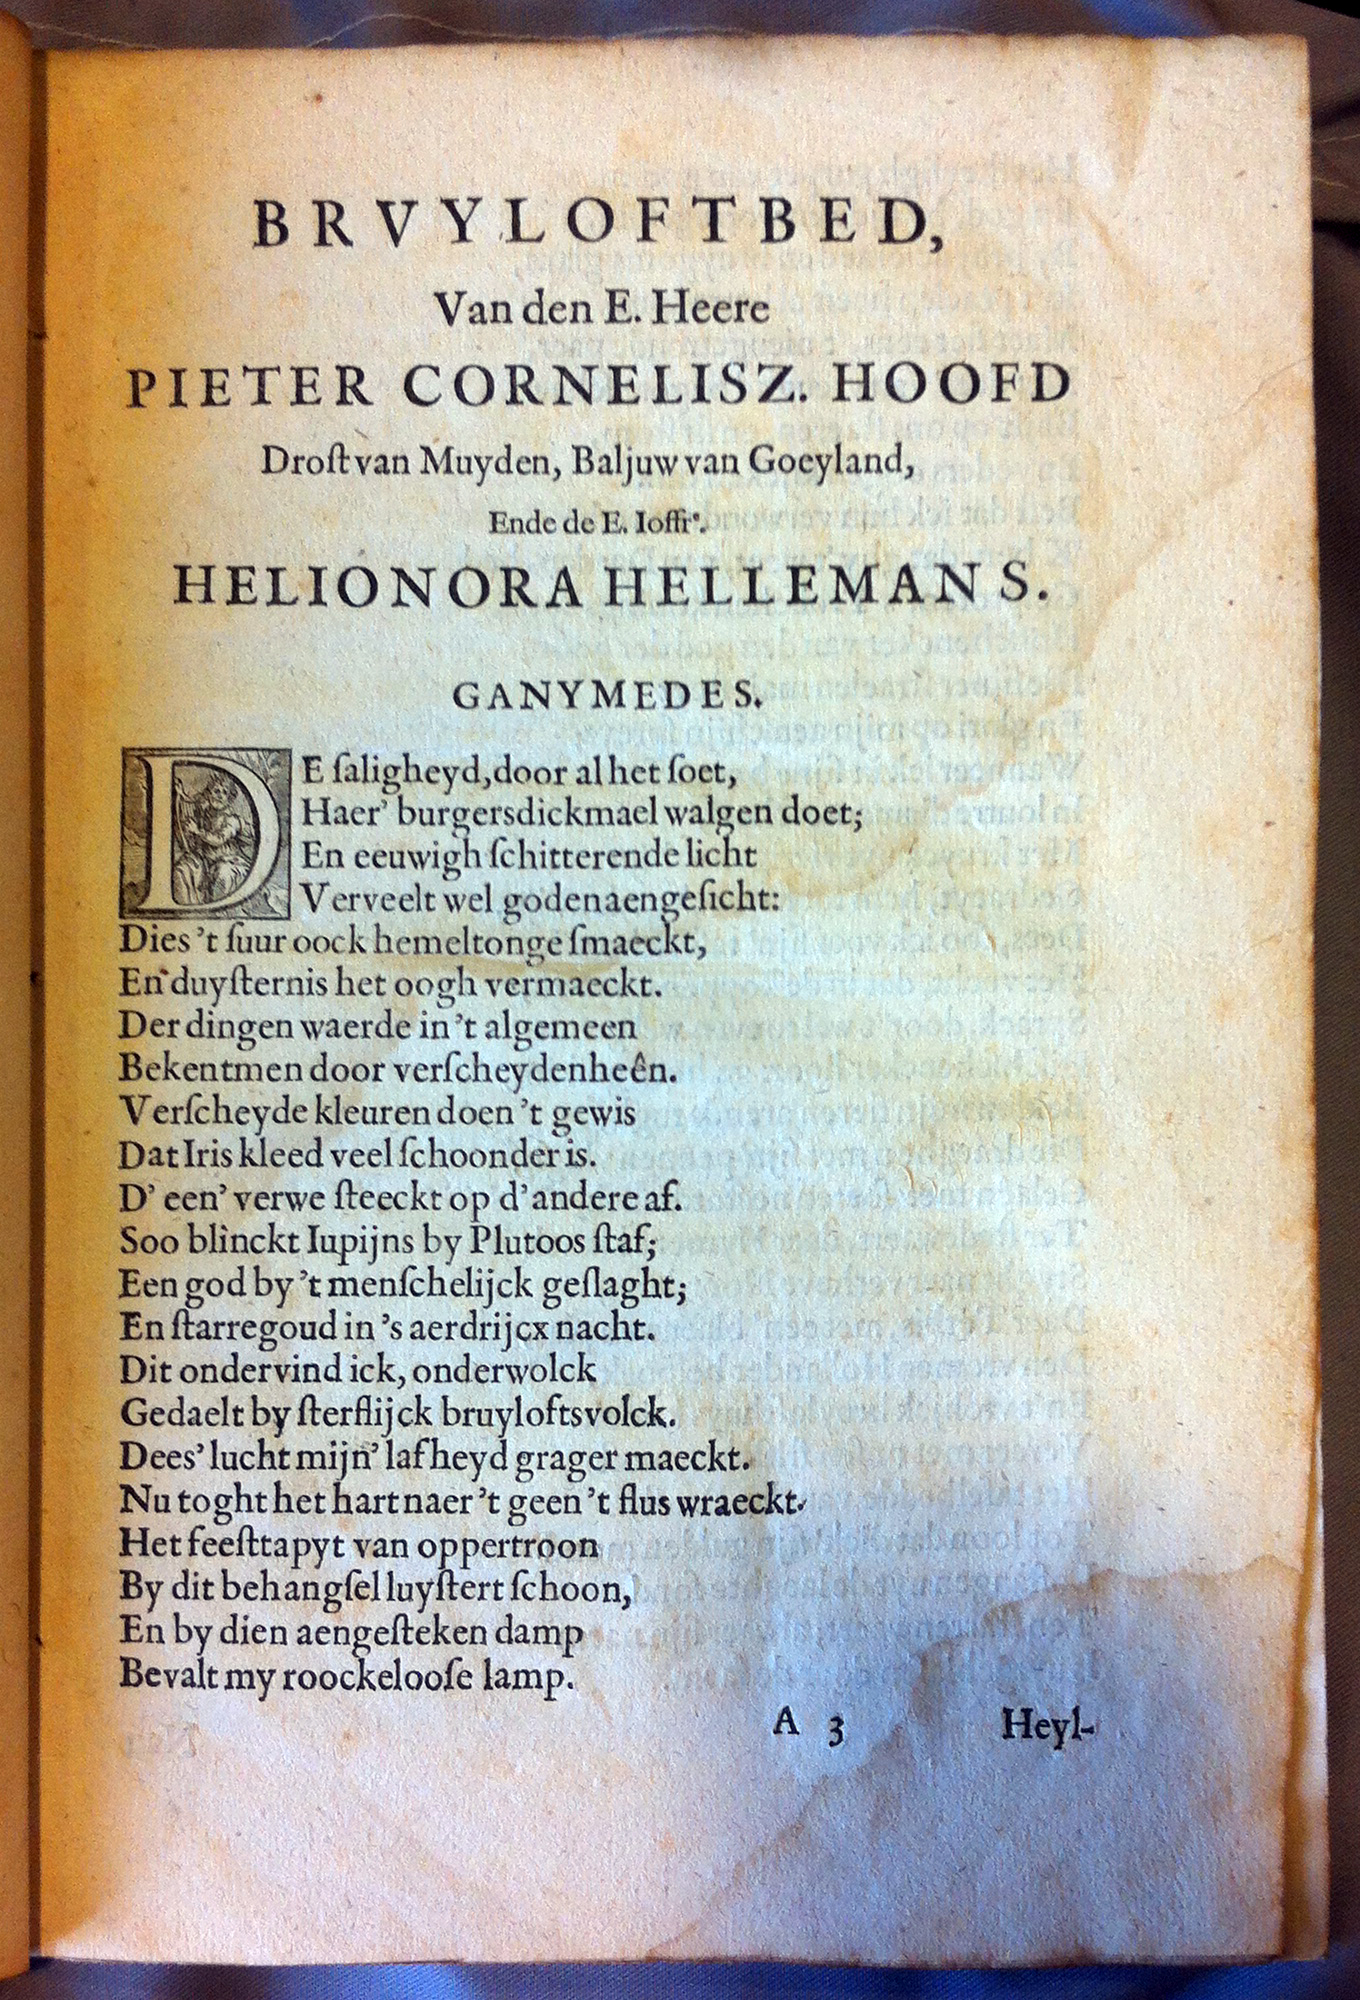 BRVYLOFTBED,
Van den E. Heere
PIETER CORNELISZ. HOOFD
Droſt van Muyden, Baljuw van Goeyland,
Ende de E. Ioffrᵉ.
HELIONORA HELLEMANS.
GANYMEDES.
DE ſaligheyd, door al het ſoet,
Haer' burgers dickmael walgen doet;
En eeuwigh ſchitterende licht
Verveelt wel goden aengeſicht:
Dies 't ſuur oock hemeltonge ſmaeckt,
En duyſternis het oogh vermaeckt.
Der dingen waerde in 't algemeen
Bekentmen door verſcheydenheên.
Verſcheyde kleuren doen 't gewis
Dat Iris kleed veel ſchoonder is.
D' een' verwe ſteeckt op d' andere af.
Soo blinckt Iupijns by Plutoos ſtaf;
Een god by 't menſchelijck geſlaght;
En ſtarregoud in 's aerdrijcx nacht.
Dit ondervind ick, onder wolck
Gedaelt by ſterflijck bruyloftsvolck.
Dees' lucht mijn' lafheyd grager maeckt.
Nu toght het hart naer 't geen 't flus wraeckt.
Het feeſttapyt van oppertroon
By dit behangſel luyſtert ſchoon,
En by dien aengeſteken damp
Bevalt my roockelooſe lamp.
A 3 Heyl-